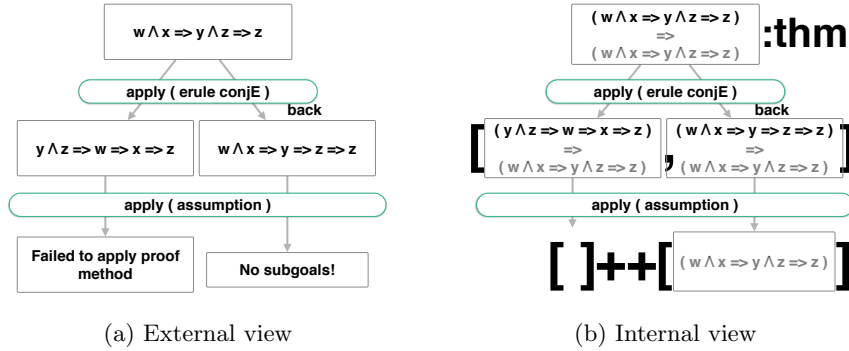 w ∧ x => y ∧ z => z
apply ( erule conjE )
back
y ∧ z => w => x => z
w ∧ x => y => z => z
apply ( assumption )
Failed to apply proof
method
No subgoals!
(a) External view
( w ∧ x => y ∧ z => z )
=>
( w ∧ x => y ∧ z => z )
:thm
apply ( erule conjE )
back
[
( y ∧ z => w => x => z )
=>
( w ∧ x => y ∧ z => z )
,
( w ∧ x => y => z => z )
=>
( w ∧ x => y ∧ z => z )
]
apply ( assumption )
[ ]++[ ( w ∧ x => y ∧ z => z ) ]
(b) Internal view